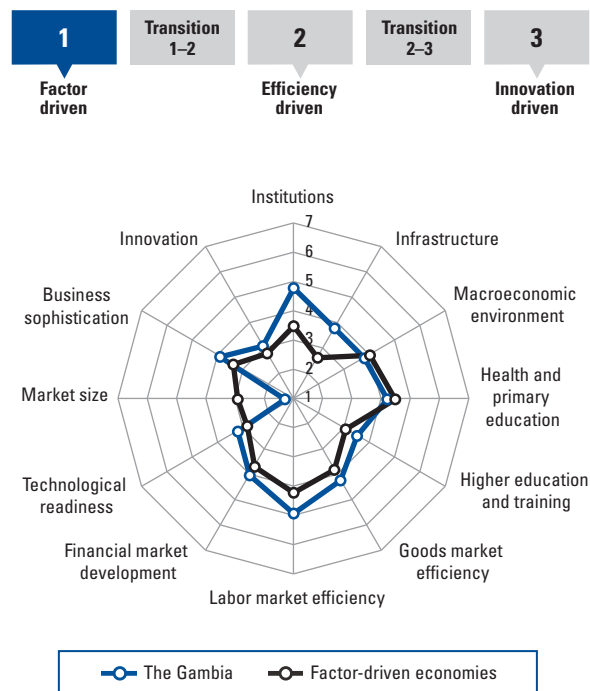 1
Transition
1–2
2
Transition
2–3
3
Factor
driven
Efficiency
driven
Innovation
driven
Institutions
7
Innovation
Infrastructure
6
5
Business
sophistication
Macroeconomic
environment
4
3
2
Market size
1
Health and
primary
education
Technological
readiness
Higher education
and training
Financial market
development
Goods market
efficiency
Labor market efficiency
The Gambia
Factor-driven economies